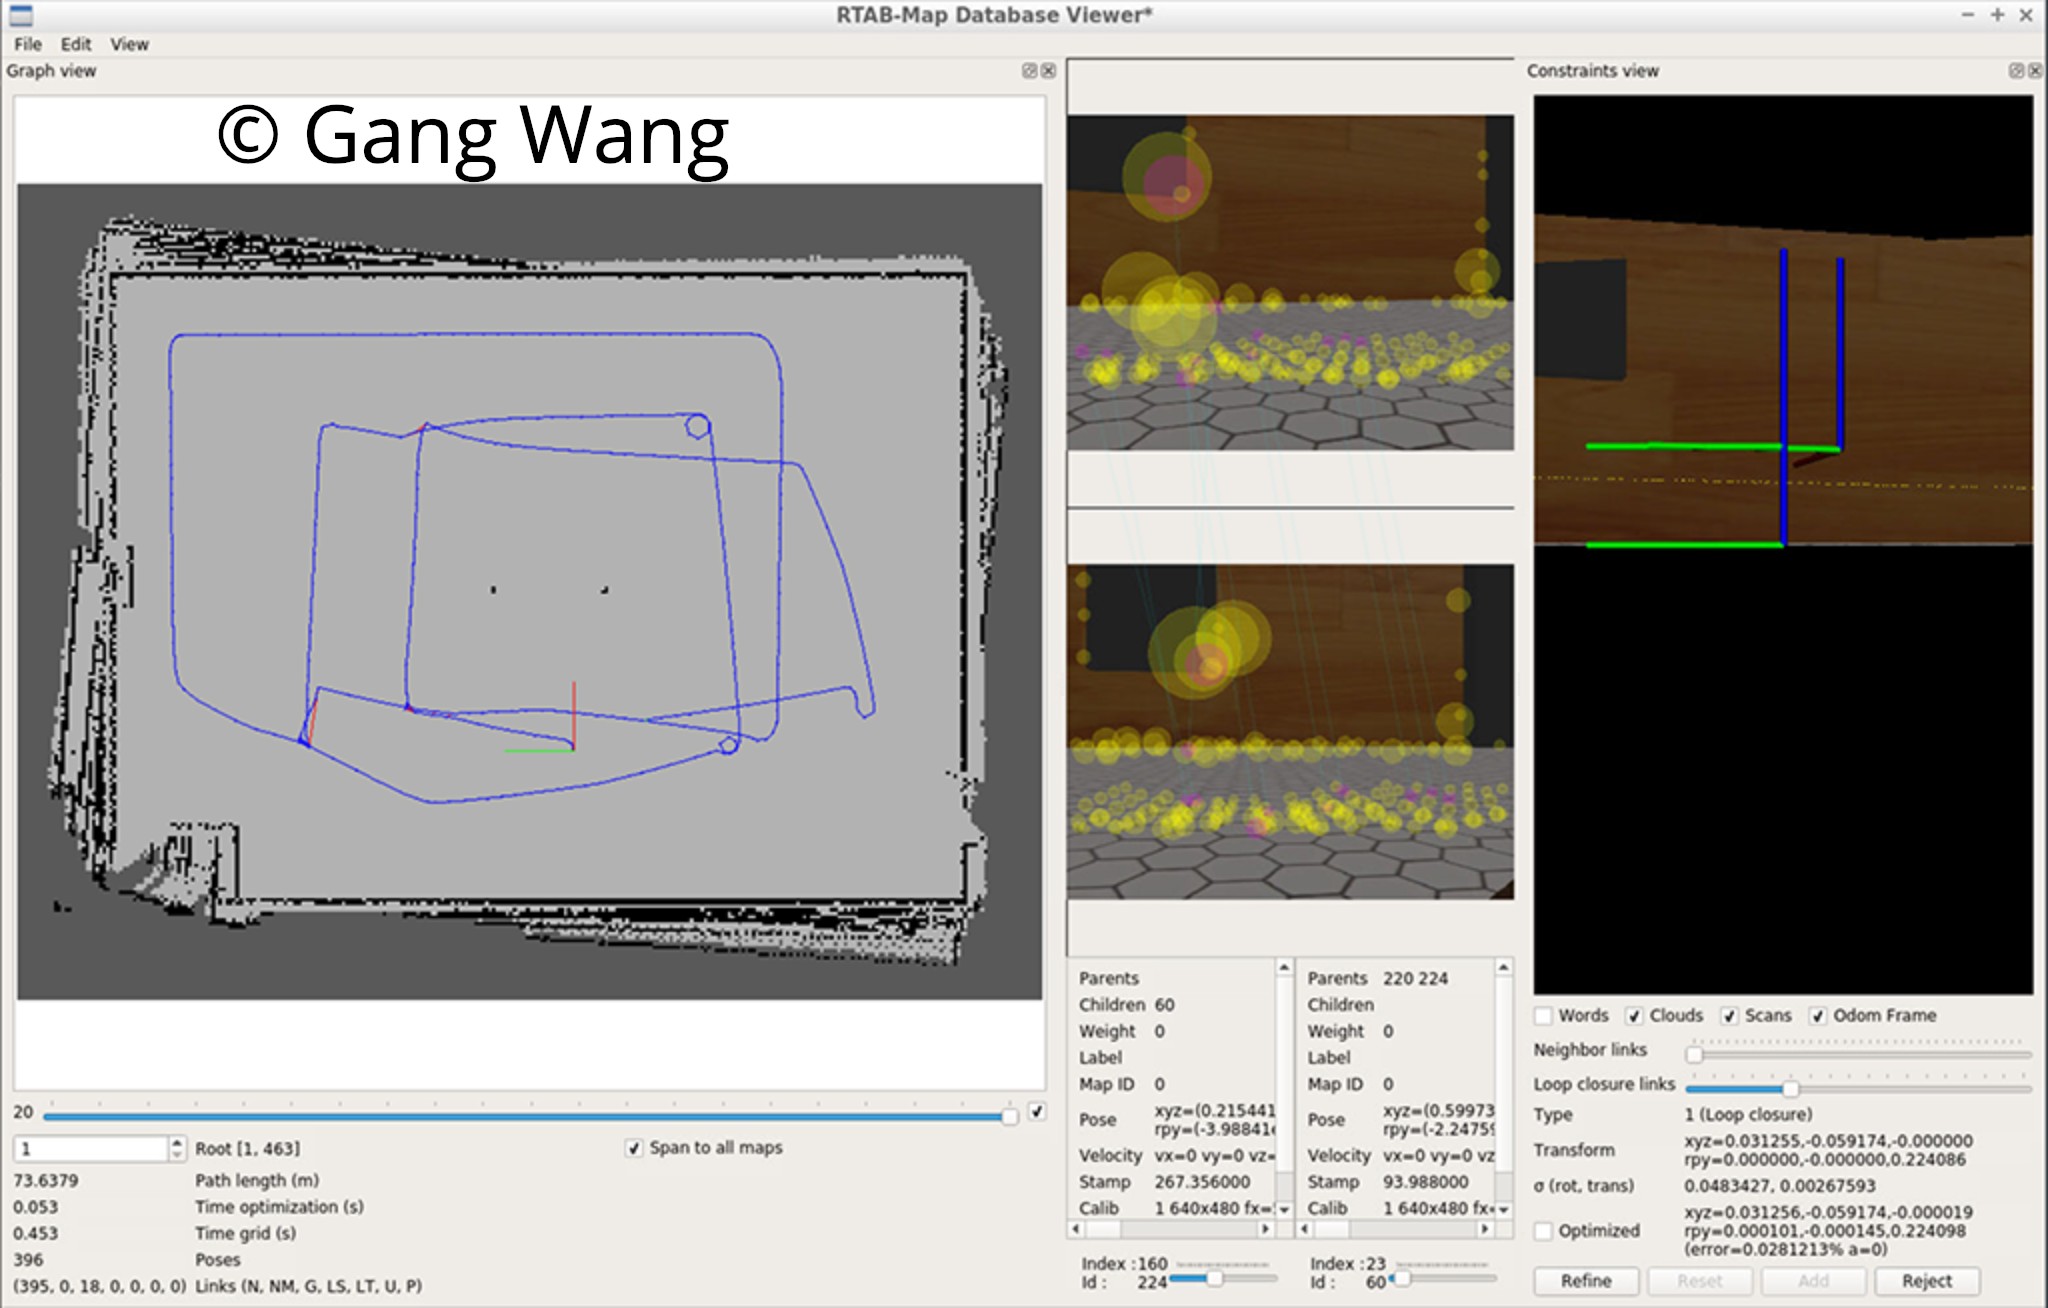 RTAB-Map Database Viewer*
File Edit View
Graph view
© Gang Wang
20
1 Root [1, 463] Span to all maps
73.6379 Path length (m)
0.053 Time optimization (s)
0.453 Time grid (s)
396 Poses
(395, 0, 18, 0, 0, 0, 0) Links (N, NM, G, LS, LT, U, P)
Parents
Children 60
Weight 0
Label
Map ID 0
Pose xyz=(0.215441
rpy=(-3.98841
Velocity vx=0 vy=0 vz=
Stamp 267.356000
Calib 1 640x480 fx=
Index :160
Id : 224
Parents 220 224
Children
Weight 0
Label
Map ID 0
Pose xyz=(0.59973
rpy=(-2.24759
Velocity vx=0 vy=0 vz
Stamp 93.988000
Calib 1 640x480 fx
Index :23
Id : 60
Constraints view
Words Clouds Scans Odom Frame
Neighbor links
Loop closure links
Type 1 (Loop closure)
Transform xyz=0.031255,-0.059174,-0.000000
rpy=0.000000,-0.000000,0.224086
σ (rot, trans) 0.0483427, 0.00267593
Optimized xyz=0.031256,-0.059174,-0.000019
rpy=0.000101,-0.000145,0.224098
(error=0.0281213% a=0)
Refine Reset Add Reject